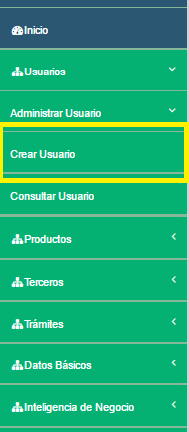 Inicio
Usuarios
Administrar Usuario
Crear Usuario
Consultar Usuario
Productos
Terceros
Trámites
Datos Básicos
Inteligencia de Negocio